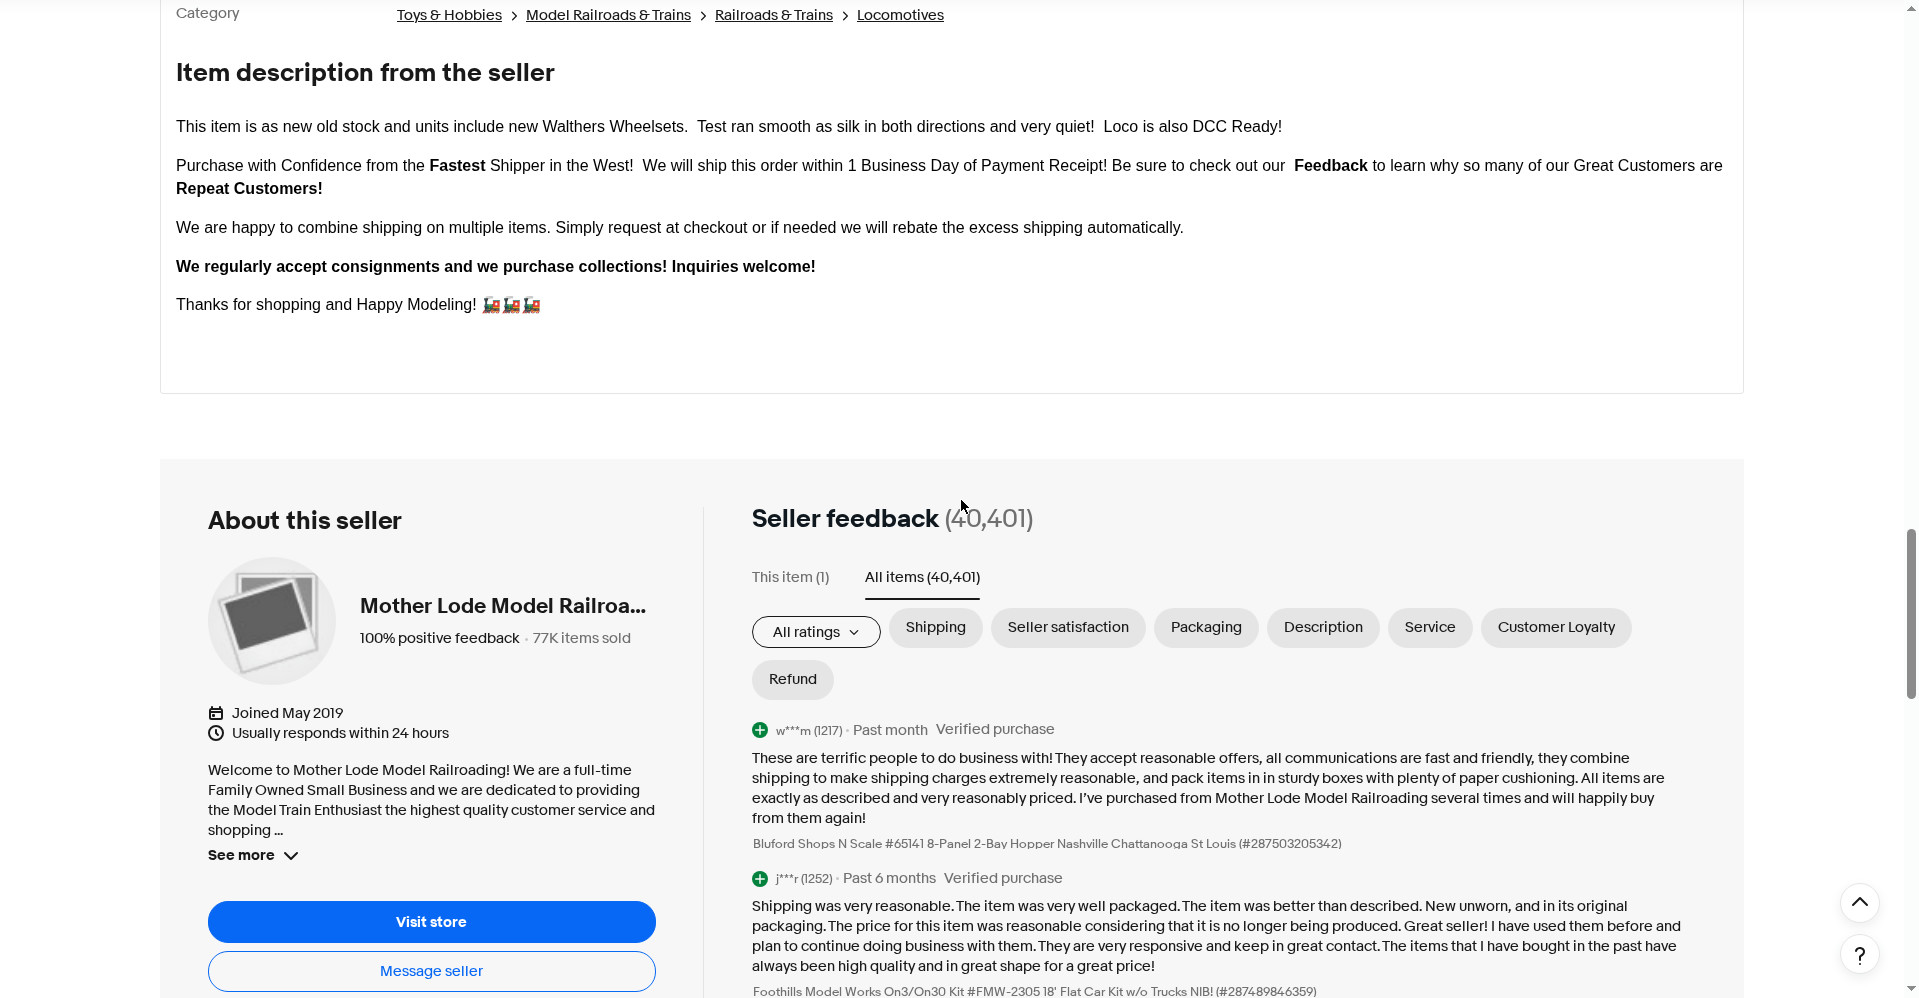 Category
Toys & Hobbies > Model Railroads & Trains > Railroads & Trains > Locomotives
Item description from the seller
This item is as new old stock and units include new Walthers Wheelsets.  Test ran smooth as silk in both directions and very quiet!  Loco is also DCC Ready!
Purchase with Confidence from the Fastest Shipper in the West!  We will ship this order within 1 Business Day of Payment Receipt! Be sure to check out our  Feedback to learn why so many of our Great Customers are
Repeat Customers!
We are happy to combine shipping on multiple items. Simply request at checkout or if needed we will rebate the excess shipping automatically.
We regularly accept consignments and we purchase collections! Inquiries welcome!
Thanks for shopping and Happy Modeling! 🚂🚂🚂
About this seller
Mother Lode Model Railroa...
100% positive feedback · 77K items sold
Joined May 2019
Usually responds within 24 hours
Welcome to Mother Lode Model Railroading! We are a full-time
Family Owned Small Business and we are dedicated to providing
the Model Train Enthusiast the highest quality customer service and
shopping ...
See more
Visit store
Message seller
Seller feedback (40,401)
This item (1)
All items (40,401)
All ratings
Shipping
Seller satisfaction
Packaging
Description
Service
Customer Loyalty
Refund
w***m (1217) · Past month Verified purchase
These are terrific people to do business with! They accept reasonable offers, all communications are fast and friendly, they combine
shipping to make shipping charges extremely reasonable, and pack items in in sturdy boxes with plenty of paper cushioning. All items are
exactly as described and very reasonably priced. I've purchased from Mother Lode Model Railroading several times and will happily buy
from them again!
Bluford Shops N Scale #65141 8-Panel 2-Bay Hopper Nashville Chattanooga St Louis (#287503205342)
j***r (1252) · Past 6 months Verified purchase
Shipping was very reasonable. The item was very well packaged. The item was better than described. New unworn, and in its original
packaging. The price for this item was reasonable considering that it is no longer being produced. Great seller! I have used them before and
plan to continue doing business with them. They are very responsive and keep in great contact. The items that I have bought in the past have
always been high quality and in great shape for a great price!
Foothills Model Works On3/On30 Kit #FMW-2305 18' Flat Car Kit w/o Trucks NIB! (#287489846359)
?